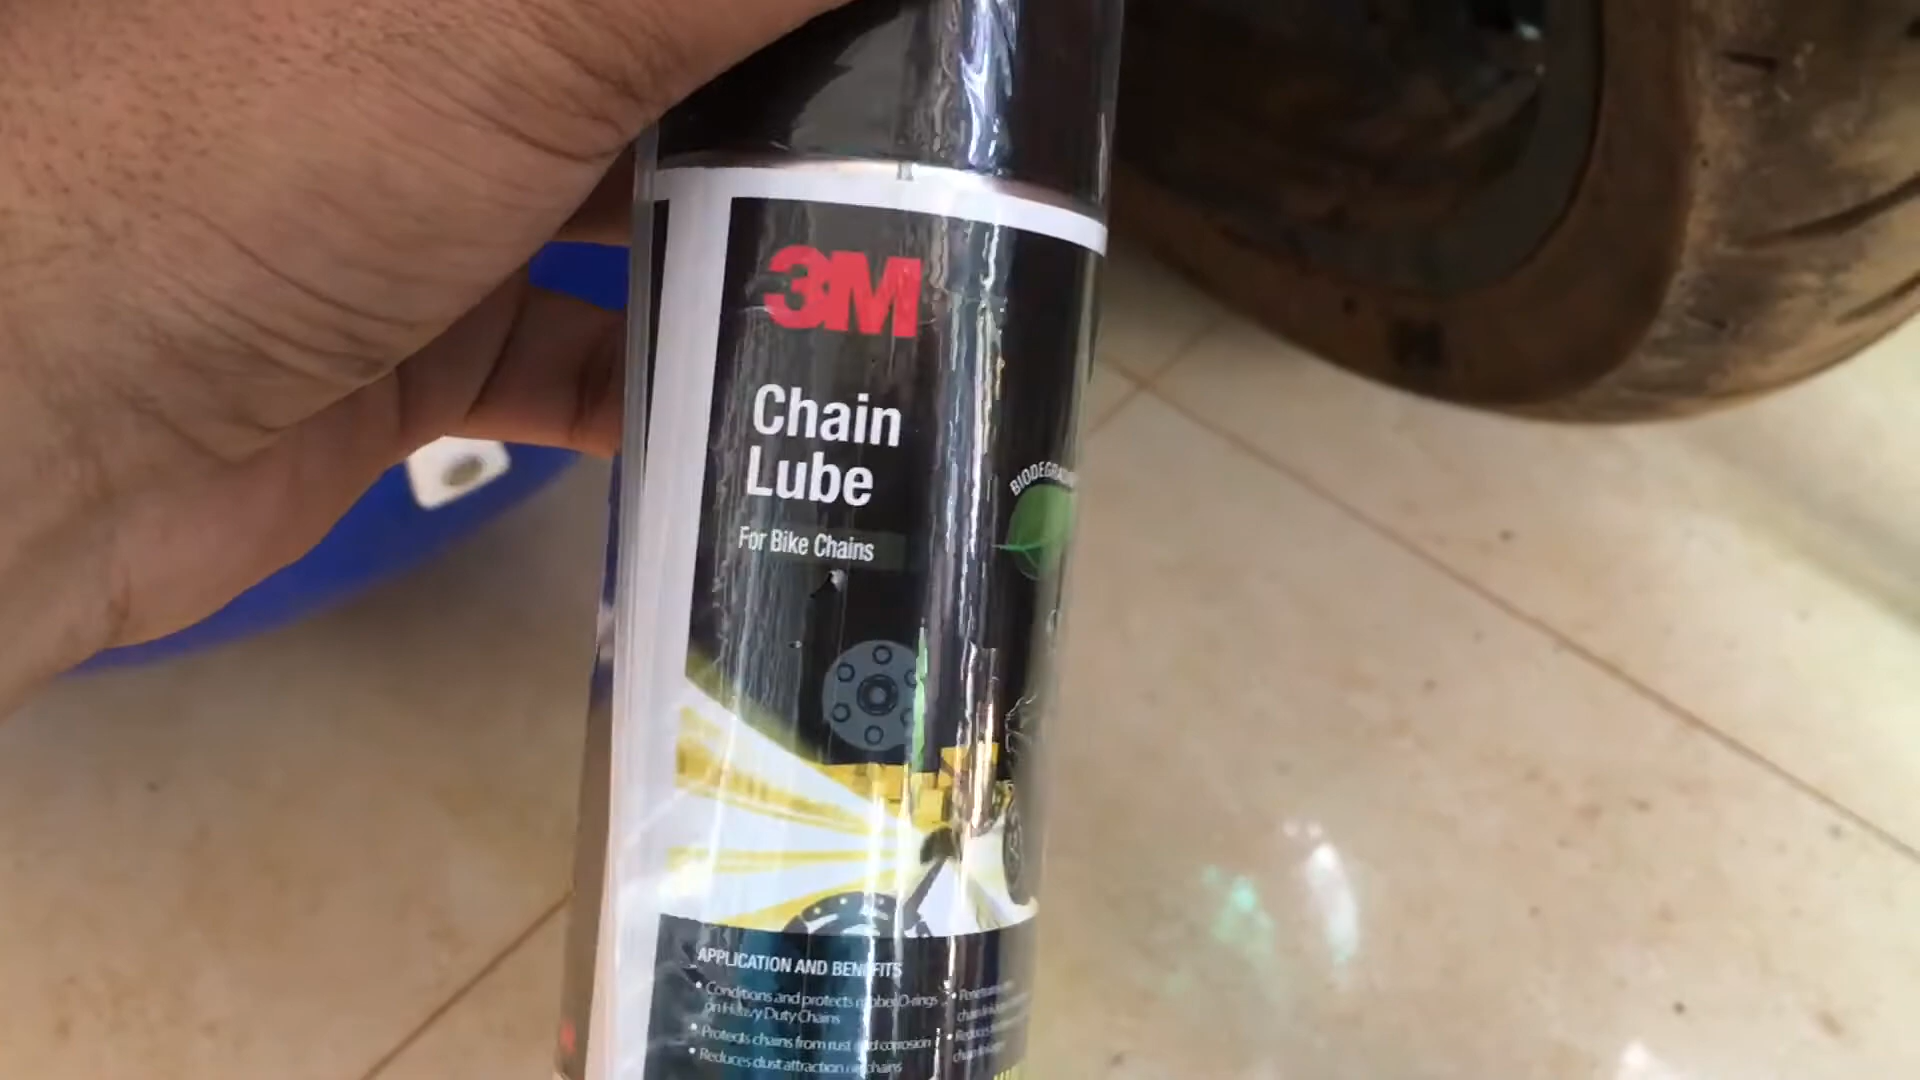 3M
Chain
Lube
For Bike Chains
APPLICATION AND BENEFITS
• Conditions and protects rubber O-rings
on Heavy Duty Chains
• Protects chains from rust and corrosion
• Reduces dust attraction on chains